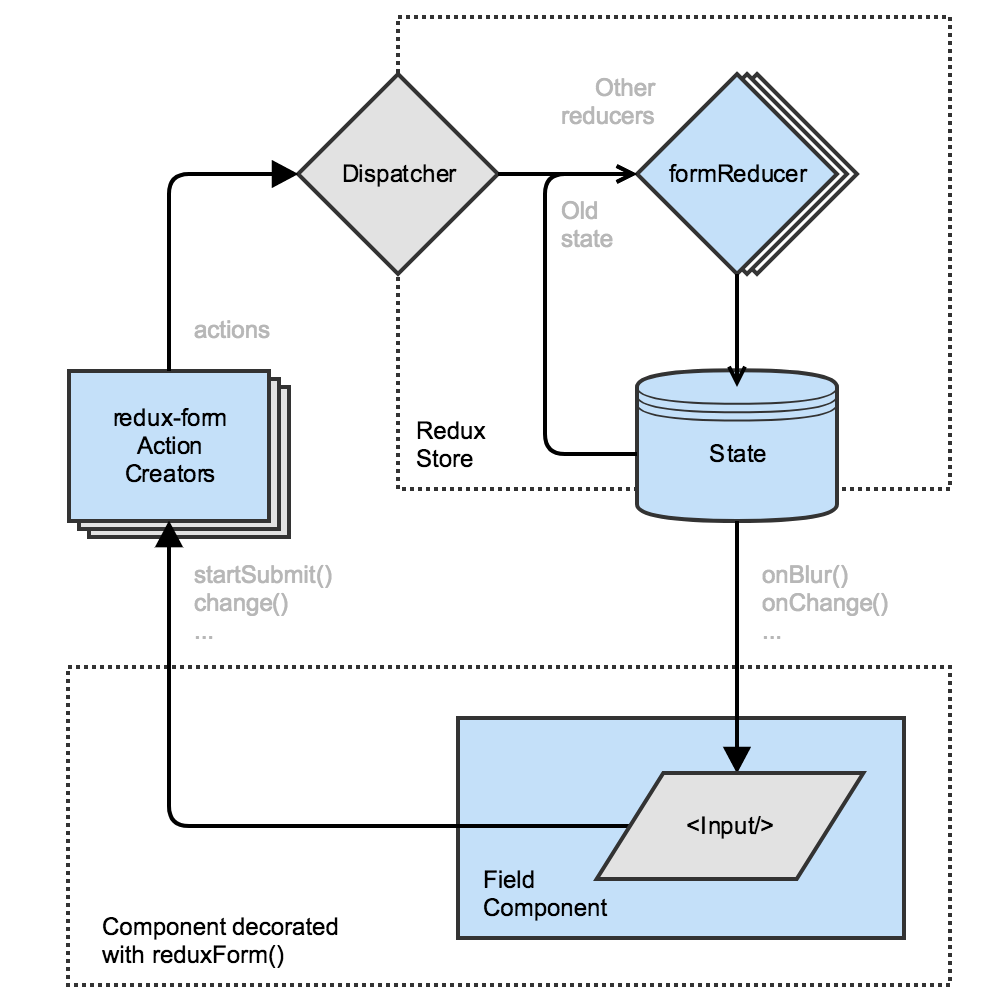 Other
reducers
Dispatcher
formReducer
Old
state
actions
redux-form
Action
Creators
Redux
Store
State
startSubmit()
change()
...
onBlur()
onChange()
...
<Input/>
Field
Component
Component decorated
with reduxForm()